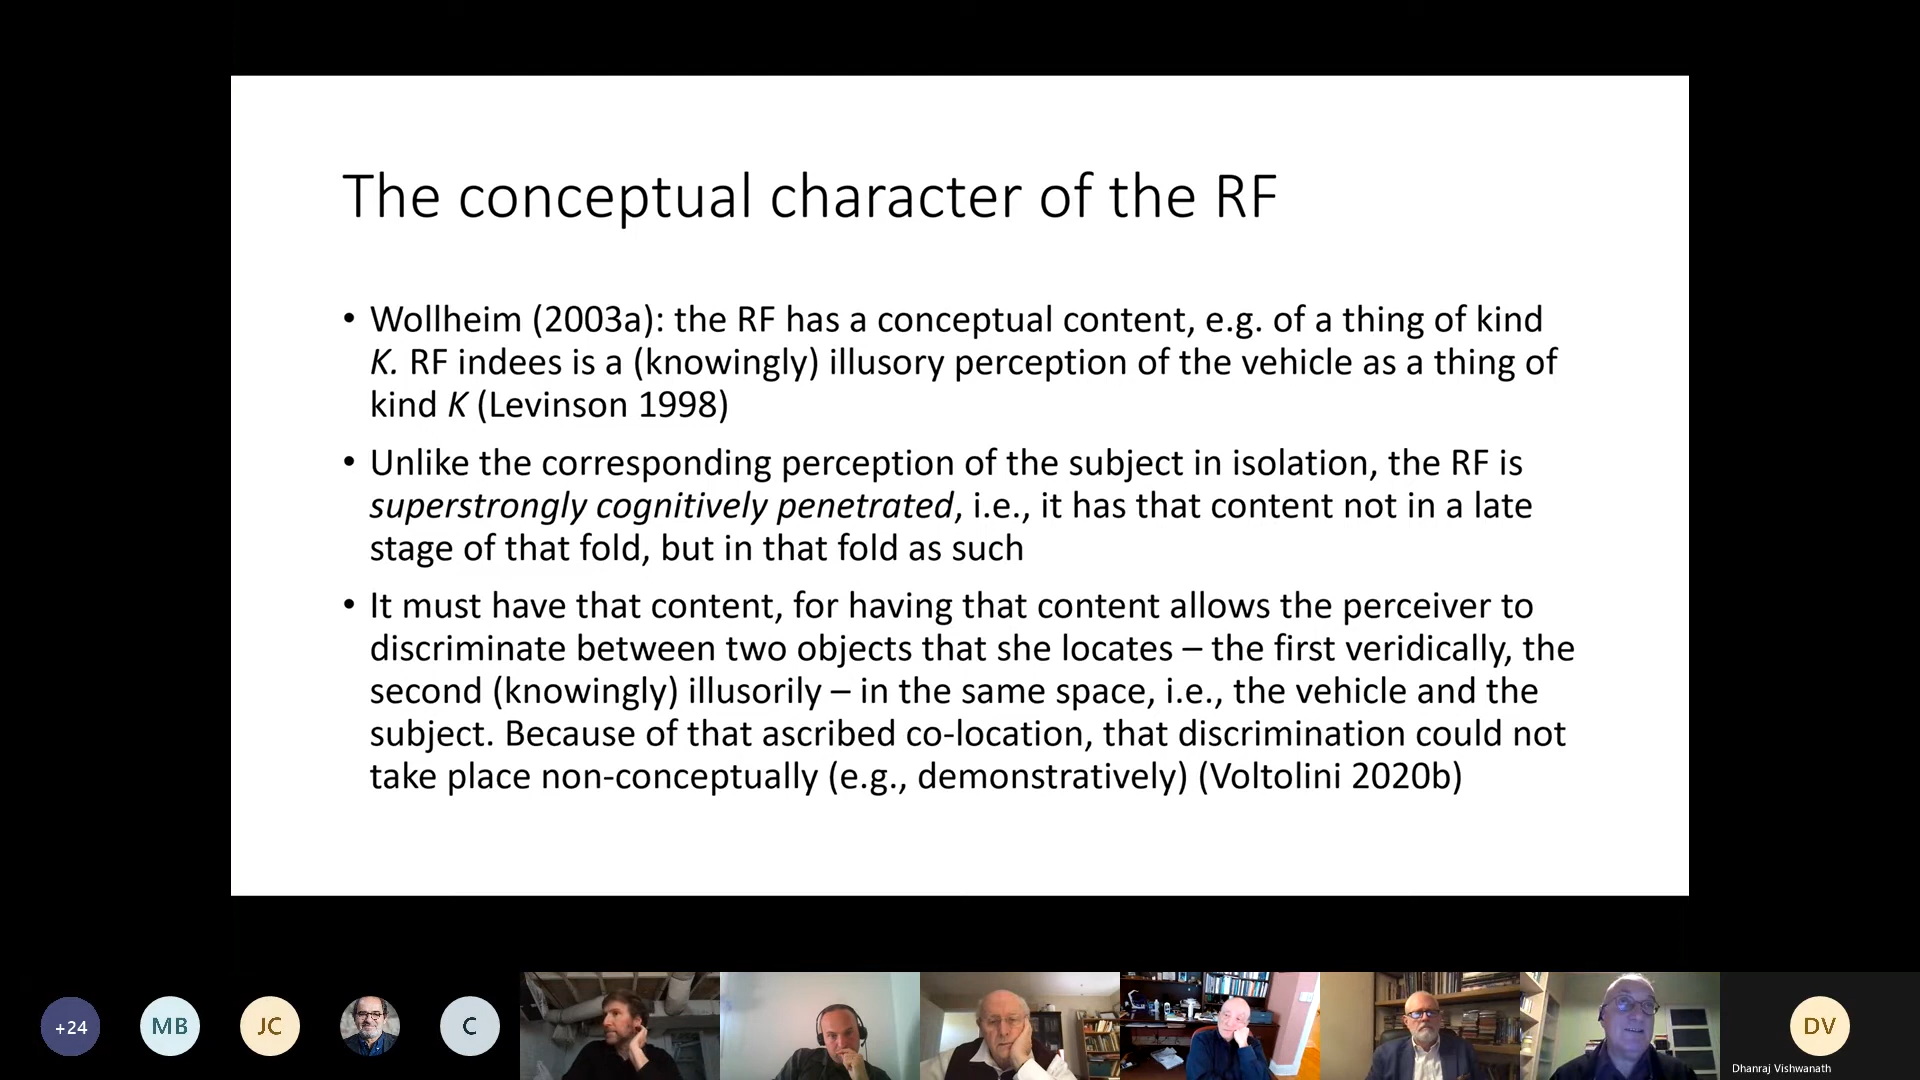 The conceptual character of the RF
• Wollheim (2003a): the RF has a conceptual content, e.g. of a thing of kind
K. RF indees is a (knowingly) illusory perception of the vehicle as a thing of
kind K (Levinson 1998)
• Unlike the corresponding perception of the subject in isolation, the RF is
superstrongly cognitively penetrated, i.e., it has that content not in a late
stage of that fold, but in that fold as such
• It must have that content, for having that content allows the perceiver to
discriminate between two objects that she locates – the first veridically, the
second (knowingly) illusorily – in the same space, i.e., the vehicle and the
subject. Because of that ascribed co-location, that discrimination could not
take place non-conceptually (e.g., demonstratively) (Voltolini 2020b)
+24
MB
JC
C
DV
Dhanraj Vishwanath